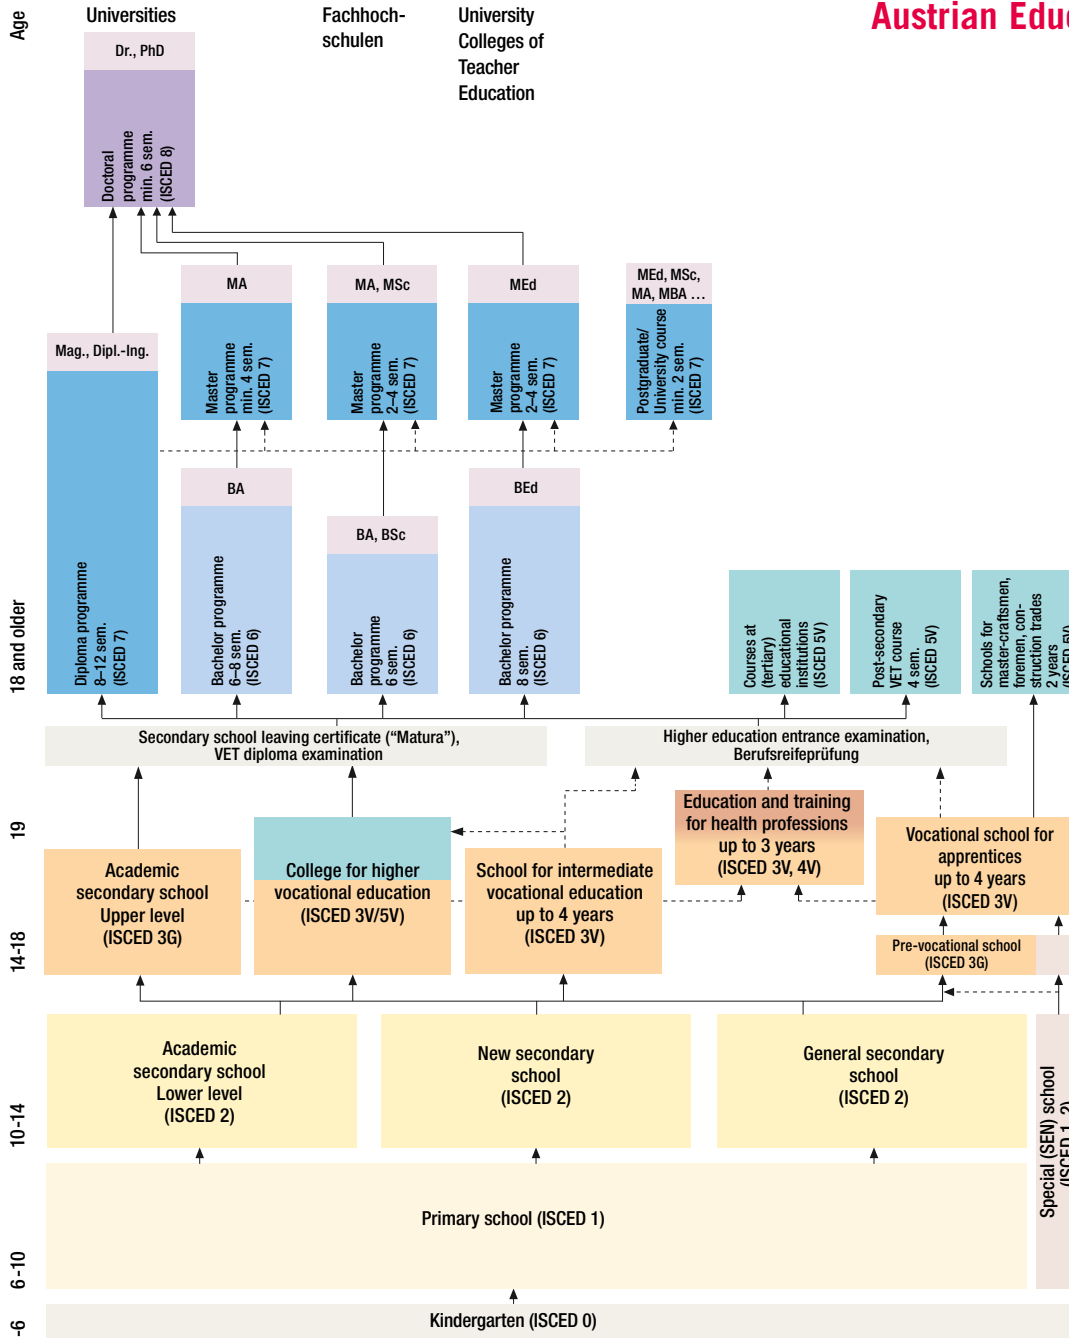 Age
Universities
Fachhoch-
schulen
University
Colleges of
Teacher
Education
Austrian Educ
Dr., PhD
Doctoral
programme
min. 6 sem.
(ISCED 8)
MA
Master
programme
min. 4 sem.
(ISCED 7)
MA, MSc
Master
programme
2–4 sem.
(ISCED 7)
MEd
Master
programme
2–4 sem.
(ISCED 7)
MEd, MSc,
MA, MBA …
Postgraduate/
University course
min. 2 sem.
(ISCED 7)
Mag., Dipl.-Ing.
Diploma programme
8–12 sem.
(ISCED 7)
BA
Bachelor programme
6–8 sem.
(ISCED 6)
BA, BSc
Bachelor
programme
6 sem.
(ISCED 6)
BEd
Bachelor programme
8 sem.
(ISCED 6)
18 and older
Courses at
(tertiary)
educational
institutions
(ISCED 5V)
Post-secondary
VET course
4 sem.
(ISCED 5V)
Schools for
master-craftsmen,
foremen, con-
struction trades
2 years
(ISCED 5V)
Secondary school leaving certificate (“Matura”),
VET diploma examination
Higher education entrance examination,
Berufsreifeprüfung
19
14-18
Academic
secondary school
Upper level
(ISCED 3G)
College for higher
vocational education
(ISCED 3V/5V)
School for intermediate
vocational education
up to 4 years
(ISCED 3V)
Education and training
for health professions
up to 3 years
(ISCED 3V, 4V)
Vocational school for
apprentices
up to 4 years
(ISCED 3V)
Pre-vocational school
(ISCED 3G)
10-14
Academic
secondary school
Lower level
(ISCED 2)
New secondary
school
(ISCED 2)
General secondary
school
(ISCED 2)
Special (SEN) school
(ISCED 1, 2)
6-10
Primary school (ISCED 1)
-6
Kindergarten (ISCED 0)